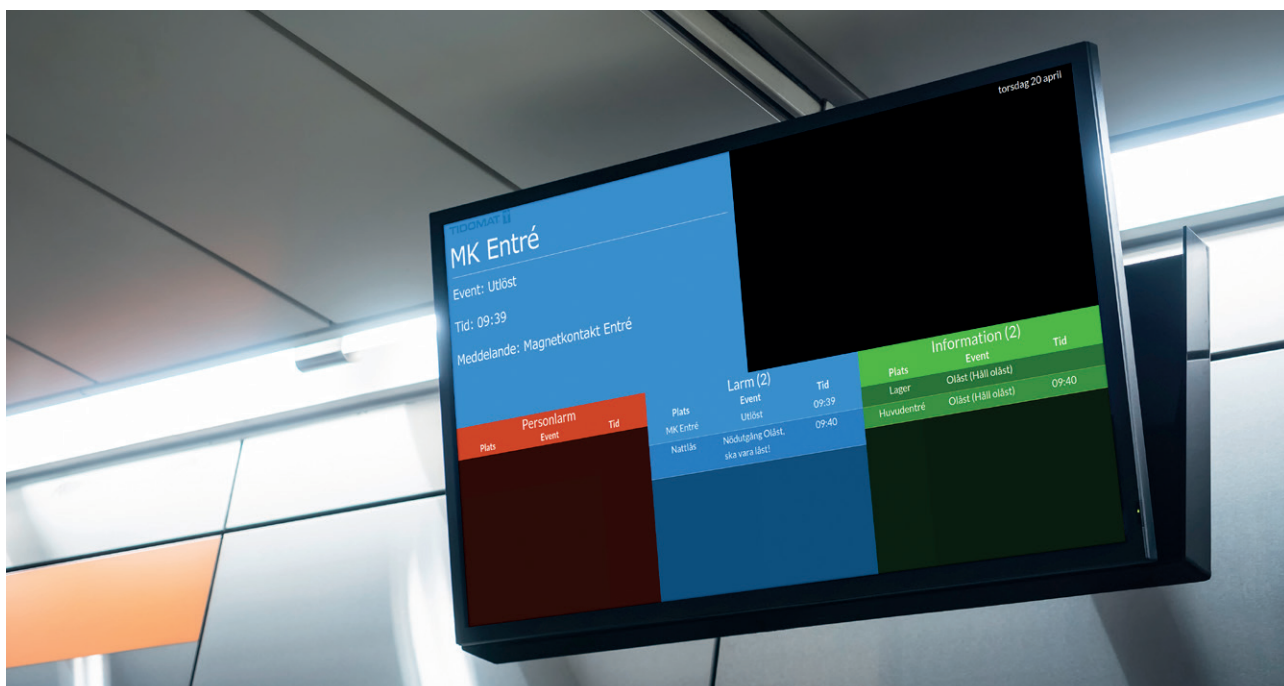 torsdag 20 april
TIDOMAT
MK Entré
Event: Utlöst
Tid: 09:39
Meddelande: Magnetkontakt Entré
Personlarm
Plats Event Tid
Larm (2)
Plats Event Tid
MK Entré Utlöst 09:39
Nattlås Nödutgång Olåst, 09:40
ska vara låst!
Information (2)
Plats Event Tid
Lager Olåst (Håll olåst)
Huvudentré Olåst (Håll olåst) 09:40